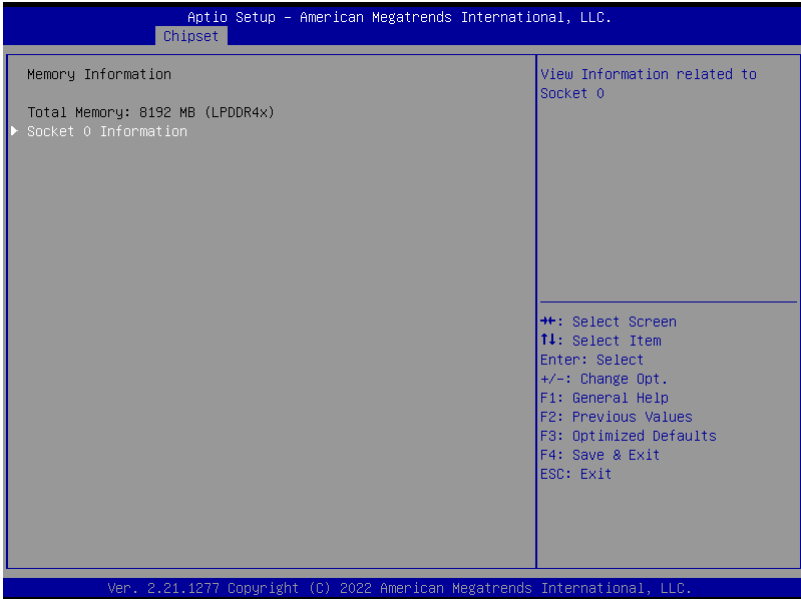 Aptio Setup – American Megatrends International, LLC.
Chipset
Memory Information
Total Memory: 8192 MB (LPDDR4x)
Socket 0 Information
View Information related to
Socket 0
→←: Select Screen
↑↓: Select Item
Enter: Select
+/-: Change Opt.
F1: General Help
F2: Previous Values
F3: Optimized Defaults
F4: Save & Exit
ESC: Exit
Ver. 2.21.1277 Copyright (C) 2022 American Megatrends International, LLC.